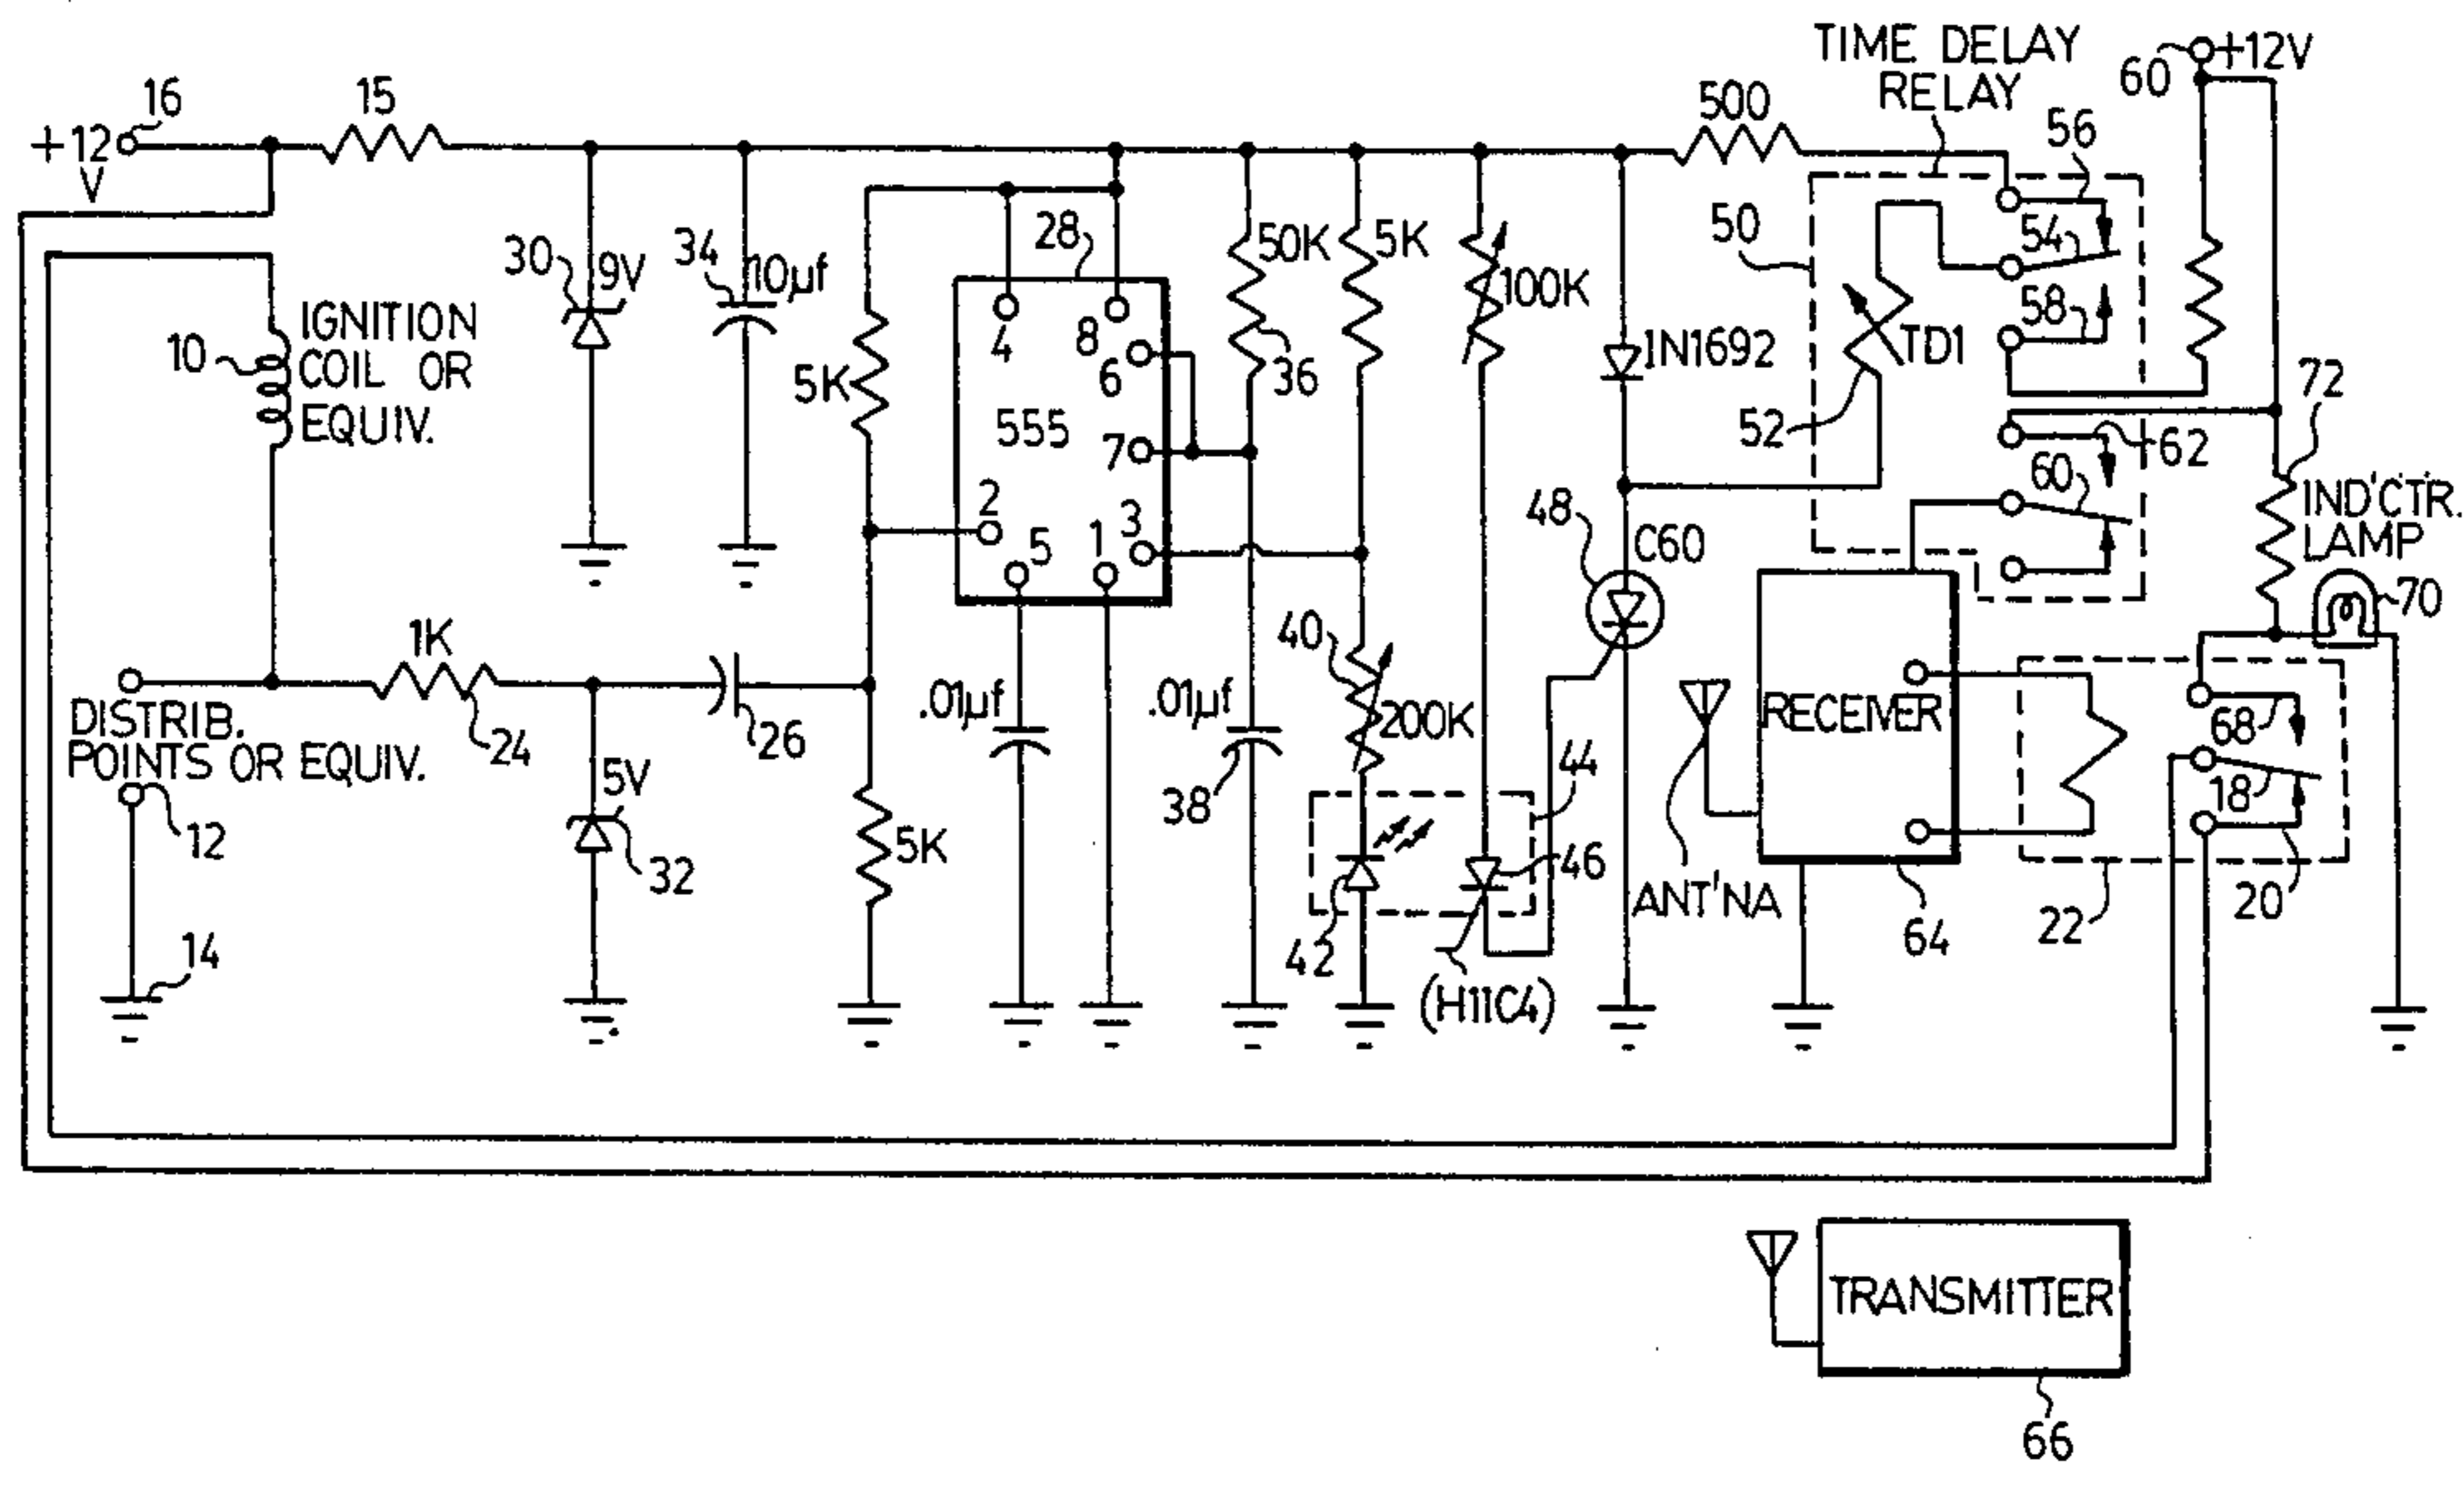 TIME DELAY
RELAY
60
+12V
16
15
500
56
+12
V
28
50K
5K
50
54
30
9V
34
10µf
100K
58
IGNITION
COIL OR
EQUIV.
10
4
8
6
36
1N1692
TD1
72
5K
555
7
52
62
60
IND'CTR.
LAMP
2
5
1
3
48
C60
70
1K
40
DISTRIB.
POINTS OR EQUIV.
24
26
.01µf
.01µf
200K
RECEIVER
68
44
5V
38
18
12
32
5K
46
ANT'NA
20
14
42
(H11C4)
64
22
TRANSMITTER
66